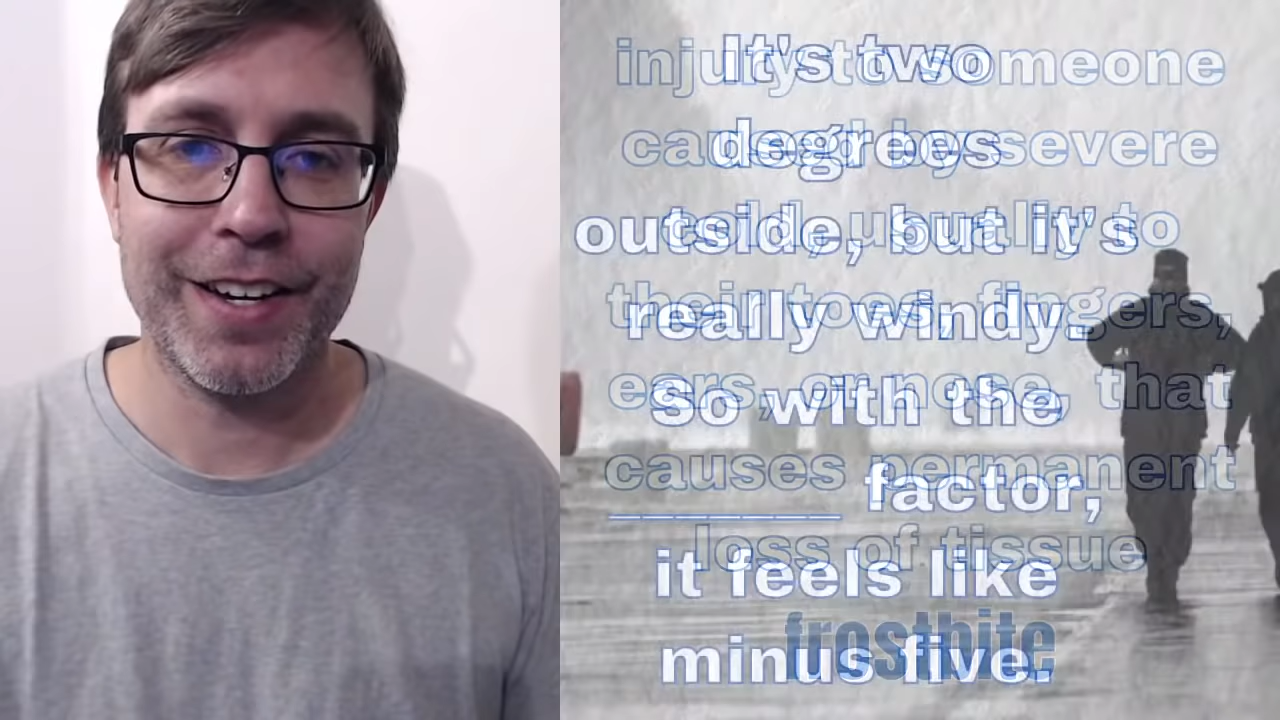 It's two
degrees
outside, but it's
really windy.
So with the
________ factor,
it feels like
minus five.
injury to someone
caused by severe
cold, usually to
their toes, fingers,
ears, or nose, that
causes permanent
loss of tissue
frostbite